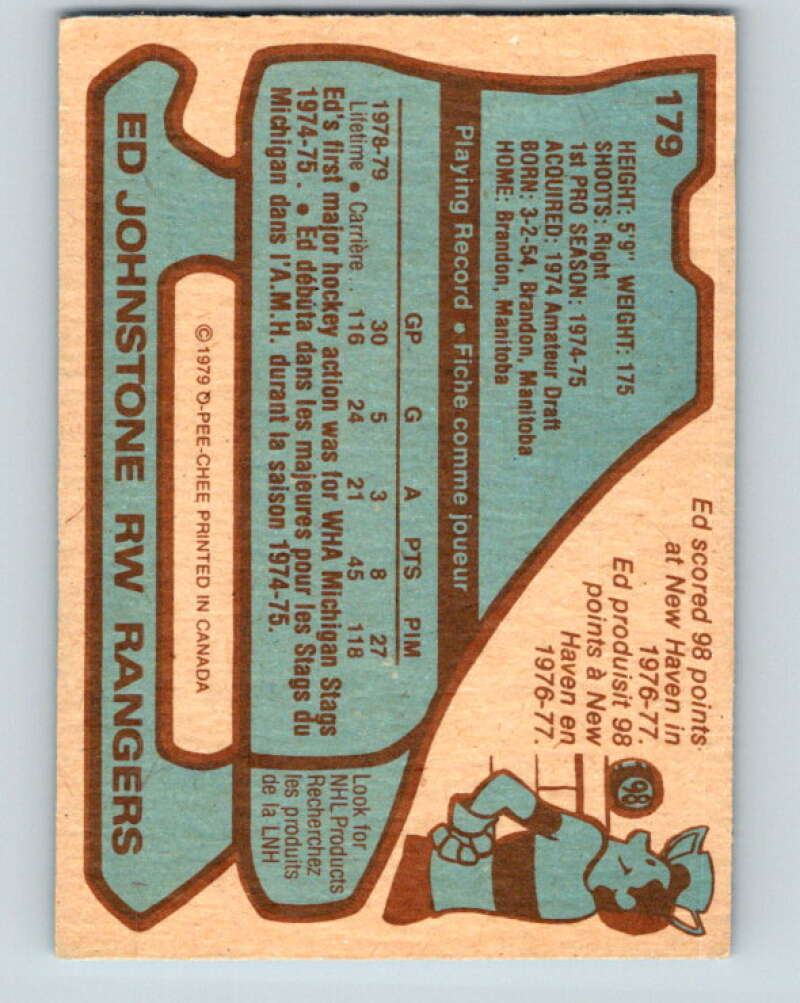 179
HEIGHT: 5'9" WEIGHT: 175
SHOOTS: Right
1st PRO SEASON: 1974-75
ACQUIRED: 1974 Amateur Draft
BORN: 3-2-54, Brandon, Manitoba
HOME: Brandon, Manitoba
Ed scored 98 points
at New Haven in
1976-77.
Ed produisit 98
points à New
Haven en
1976-77.
98
Playing Record • Fiche comme joueur
GP G A PTS PIM
1978-79 30 5 3 8 27
Lifetime • Carrière... 116 24 21 45 118
Ed's first major hockey action was for WHA Michigan Stags
1974-75. • Ed débuta dans les majeures pour les Stags du
Michigan dans l'A.M.H. durant la saison 1974-75.
Look for
NHL Products
Recherchez
les produits
de la LNH
© 1979 O-PEE-CHEE PRINTED IN CANADA
ED JOHNSTONE RW RANGERS